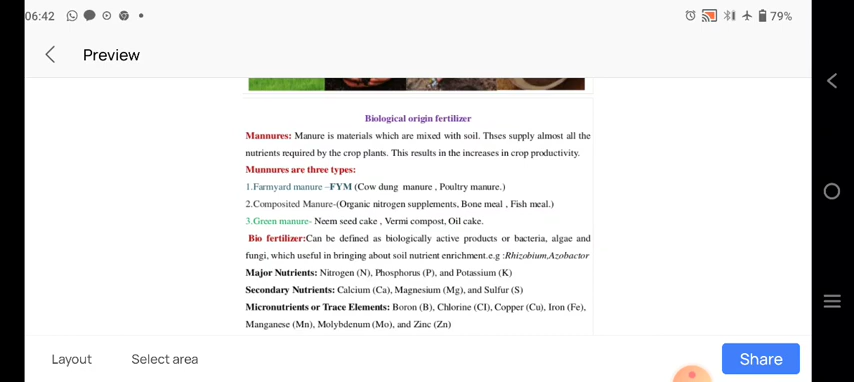 06:42
79%
Preview
Biological origin fertilizer
Mannures: Manure is materials which are mixed with soil. Thses supply almost all the
nutrients required by the crop plants. This results in the increases in crop productivity.
Munnures are three types:
1.Farmyard manure –FYM (Cow dung manure , Poultry manure.)
2.Composited Manure-(Organic nitrogen supplements, Bone meal , Fish meal.)
3.Green manure- Neem seed cake , Vermi compost, Oil cake.
Bio fertilizer:Can be defined as biologically active products or bacteria, algae and
fungi, which useful in bringing about soil nutrient enrichment.e.g :Rhizobium,Azobactor
Major Nutrients: Nitrogen (N), Phosphorus (P), and Potassium (K)
Secondary Nutrients: Calcium (Ca), Magnesium (Mg), and Sulfur (S)
Micronutrients or Trace Elements: Boron (B), Chlorine (CI), Copper (Cu), Iron (Fe),
Manganese (Mn), Molybdenum (Mo), and Zinc (Zn)
Layout Select area Share